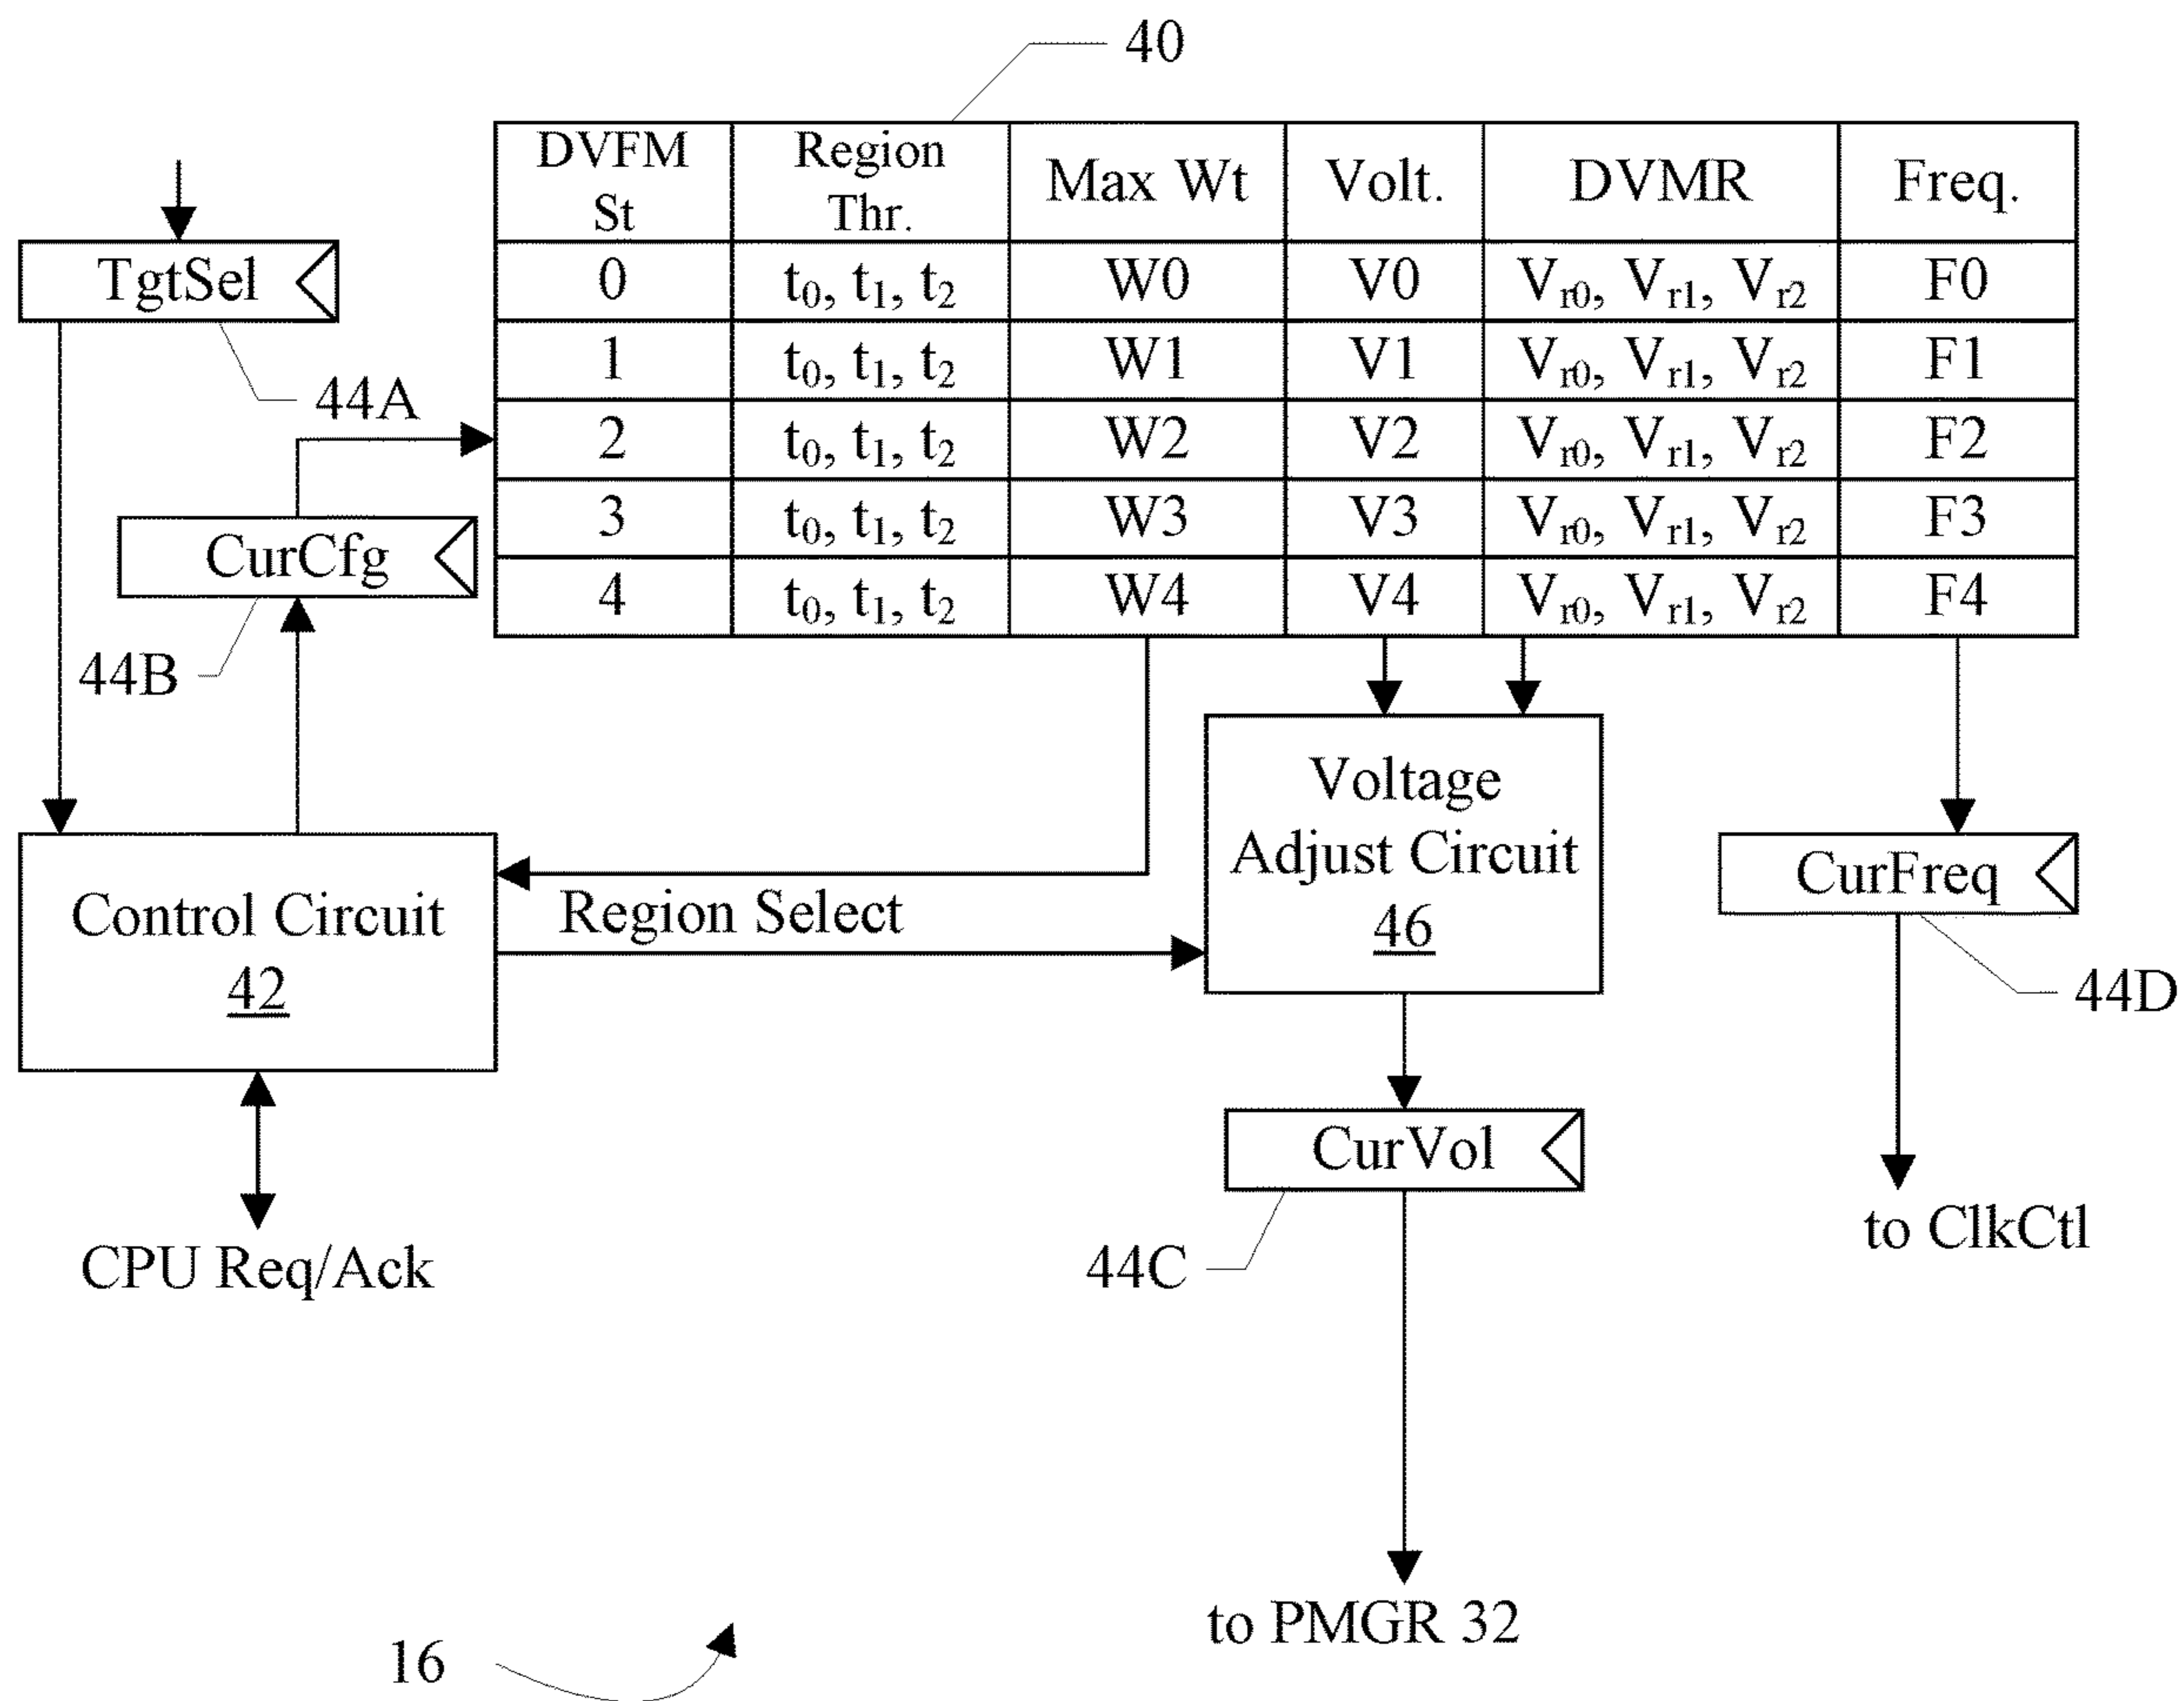 40
DVFM St
Region Thr.
Max Wt
Volt.
DVMR
Freq.
0 t₀, t₁, t₂ W0 V0 Vᵣ₀, Vᵣ₁, Vᵣ₂ F0
1 t₀, t₁, t₂ W1 V1 Vᵣ₀, Vᵣ₁, Vᵣ₂ F1
2 t₀, t₁, t₂ W2 V2 Vᵣ₀, Vᵣ₁, Vᵣ₂ F2
3 t₀, t₁, t₂ W3 V3 Vᵣ₀, Vᵣ₁, Vᵣ₂ F3
4 t₀, t₁, t₂ W4 V4 Vᵣ₀, Vᵣ₁, Vᵣ₂ F4
TgtSel
44A
CurCfg
44B
Voltage
Adjust Circuit
46
CurFreq
44D
Control Circuit
42
Region Select
CurVol
44C
to ClkCtl
CPU Req/Ack
to PMGR 32
16